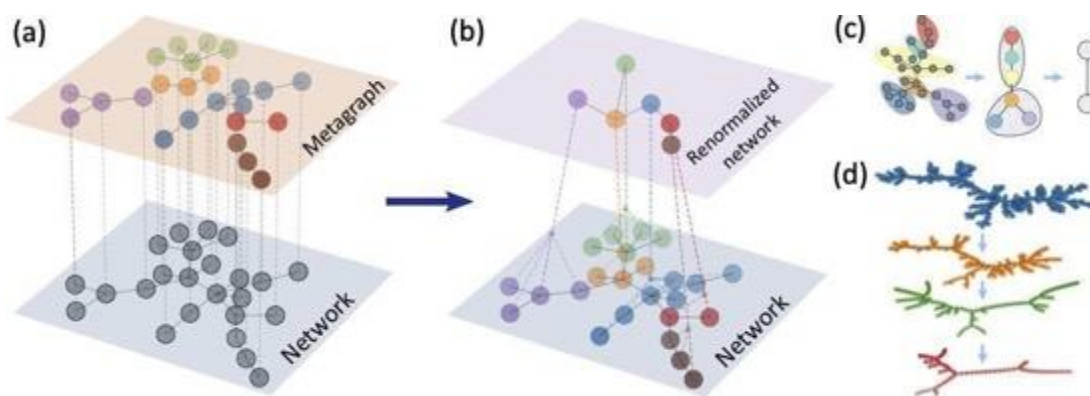 (a)
Metagraph
Network
(b)
Renormalized
network
Network
(c)
(d)